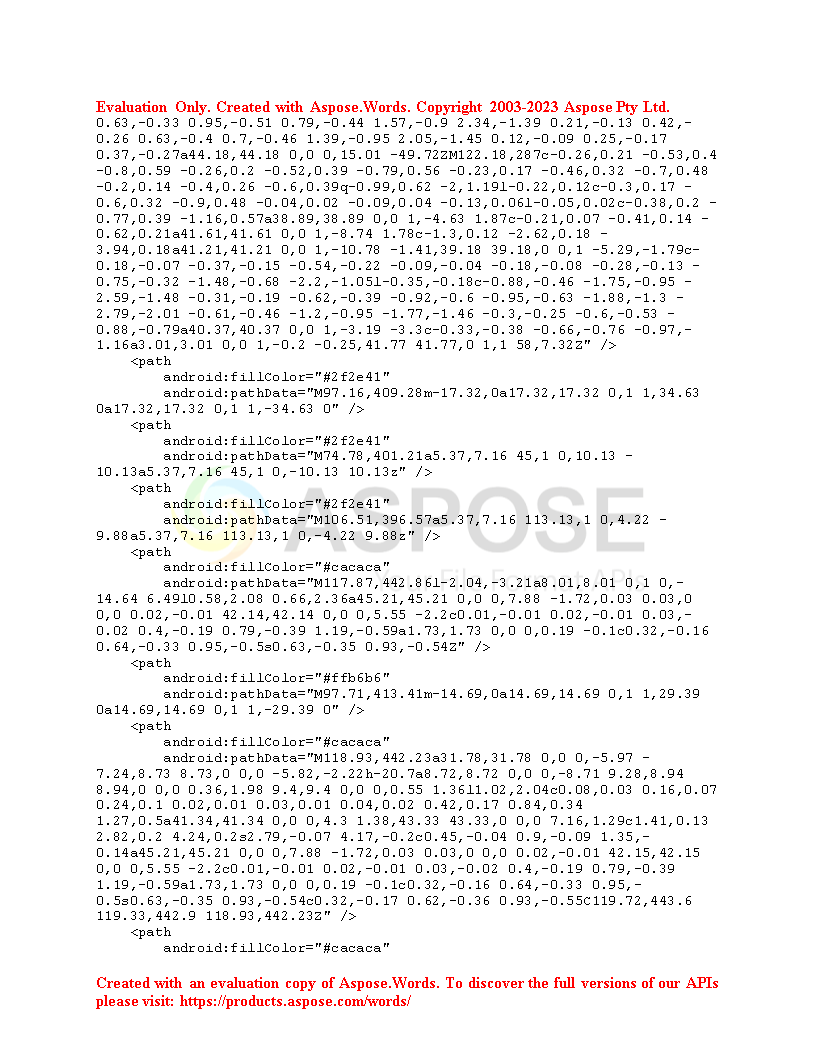 Evaluation Only. Created with Aspose.Words. Copyright 2003-2023 Aspose Pty Ltd.
0.63,-0.33 0.95,-0.51 0.79,-0.44 1.57,-0.9 2.34,-1.39 0.21,-0.13 0.42,-
0.26 0.63,-0.4 0.7,-0.46 1.39,-0.95 2.05,-1.45 0.12,-0.09 0.25,-0.17
0.37,-0.27a44.18,44.18 0,0 0,15.01 -49.72ZM122.18,287c-0.26,0.21 -0.53,0.4
-0.8,0.59 -0.26,0.2 -0.52,0.39 -0.79,0.56 -0.23,0.17 -0.46,0.32 -0.7,0.48
-0.2,0.14 -0.4,0.26 -0.6,0.39q-0.99,0.62 -2,1.19l-0.22,0.12c-0.3,0.17 -
0.6,0.32 -0.9,0.48 -0.04,0.02 -0.09,0.04 -0.13,0.06l-0.05,0.02c-0.38,0.2 -
0.77,0.39 -1.16,0.57a38.89,38.89 0,0 1,-4.63 1.87c-0.21,0.07 -0.41,0.14 -
0.62,0.21a41.61,41.61 0,0 1,-8.74 1.78c-1.3,0.12 -2.62,0.18 -
3.94,0.18a41.21,41.21 0,0 1,-10.78 -1.41,39.18 39.18,0 0,1 -5.29,-1.79c-
0.18,-0.07 -0.37,-0.15 -0.54,-0.22 -0.09,-0.04 -0.18,-0.08 -0.28,-0.13 -
0.75,-0.32 -1.48,-0.68 -2.2,-1.05l-0.35,-0.18c-0.88,-0.46 -1.75,-0.95 -
2.59,-1.48 -0.31,-0.19 -0.62,-0.39 -0.92,-0.6 -0.95,-0.63 -1.88,-1.3 -
2.79,-2.01 -0.61,-0.46 -1.2,-0.95 -1.77,-1.46 -0.3,-0.25 -0.6,-0.53 -
0.88,-0.79a40.37,40.37 0,0 1,-3.19 -3.3c-0.33,-0.38 -0.66,-0.76 -0.97,-
1.16a3.01,3.01 0,0 1,-0.2 -0.25,41.77 41.77,0 1,1 58,7.32Z" />
<path
android:fillColor="#2f2e41"
android:pathData="M97.16,409.28m-17.32,0a17.32,17.32 0,1 1,34.63
0a17.32,17.32 0,1 1,-34.63 0" />
<path
android:fillColor="#2f2e41"
android:pathData="M74.78,401.21a5.37,7.16 45,1 0,10.13 -
10.13a5.37,7.16 45,1 0,-10.13 10.13z" />
<path
android:fillColor="#2f2e41"
android:pathData="M106.51,396.57a5.37,7.16 113.13,1 0,4.22 -
9.88a5.37,7.16 113.13,1 0,-4.22 9.88z" />
<path
android:fillColor="#cacaca"
android:pathData="M117.87,442.86l-2.04,-3.21a8.01,8.01 0,1 0,-
14.64 6.49l0.58,2.08 0.66,2.36a45.21,45.21 0,0 0,7.88 -1.72,0.03 0.03,0
0,0 0.02,-0.01 42.14,42.14 0,0 0,5.55 -2.2c0.01,-0.01 0.02,-0.01 0.03,-
0.02 0.4,-0.19 0.79,-0.39 1.19,-0.59a1.73,1.73 0,0 0,0.19 -0.1c0.32,-0.16
0.64,-0.33 0.95,-0.5s0.63,-0.35 0.93,-0.54Z" />
<path
android:fillColor="#ffb6b6"
android:pathData="M97.71,413.41m-14.69,0a14.69,14.69 0,1 1,29.39
0a14.69,14.69 0,1 1,-29.39 0" />
<path
android:fillColor="#cacaca"
android:pathData="M118.93,442.23a31.78,31.78 0,0 0,-5.97 -
7.24,8.73 8.73,0 0,0 -5.82,-2.22h-20.7a8.72,8.72 0,0 0,-8.71 9.28,8.94
8.94,0 0,0 0.36,1.98 9.4,9.4 0,0 0,0.55 1.36l1.02,2.04c0.08,0.03 0.16,0.07
0.24,0.1 0.02,0.01 0.03,0.01 0.04,0.02 0.42,0.17 0.84,0.34
1.27,0.5a41.34,41.34 0,0 0,4.3 1.38,43.33 43.33,0 0,0 7.16,1.29c1.41,0.13
2.82,0.2 4.24,0.2s2.79,-0.07 4.17,-0.2c0.45,-0.04 0.9,-0.09 1.35,-
0.14a45.21,45.21 0,0 0,7.88 -1.72,0.03 0.03,0 0,0 0.02,-0.01 42.15,42.15
0,0 0,5.55 -2.2c0.01,-0.01 0.02,-0.01 0.03,-0.02 0.4,-0.19 0.79,-0.39
1.19,-0.59a1.73,1.73 0,0 0,0.19 -0.1c0.32,-0.16 0.64,-0.33 0.95,-
0.5s0.63,-0.35 0.93,-0.54c0.32,-0.17 0.62,-0.36 0.93,-0.55C119.72,443.6
119.33,442.9 118.93,442.23Z" />
<path
android:fillColor="#cacaca"
ASPOSE
Your File Format APIs
Created with an evaluation copy of Aspose.Words. To discover the full versions of our APIs
please visit: https://products.aspose.com/words/